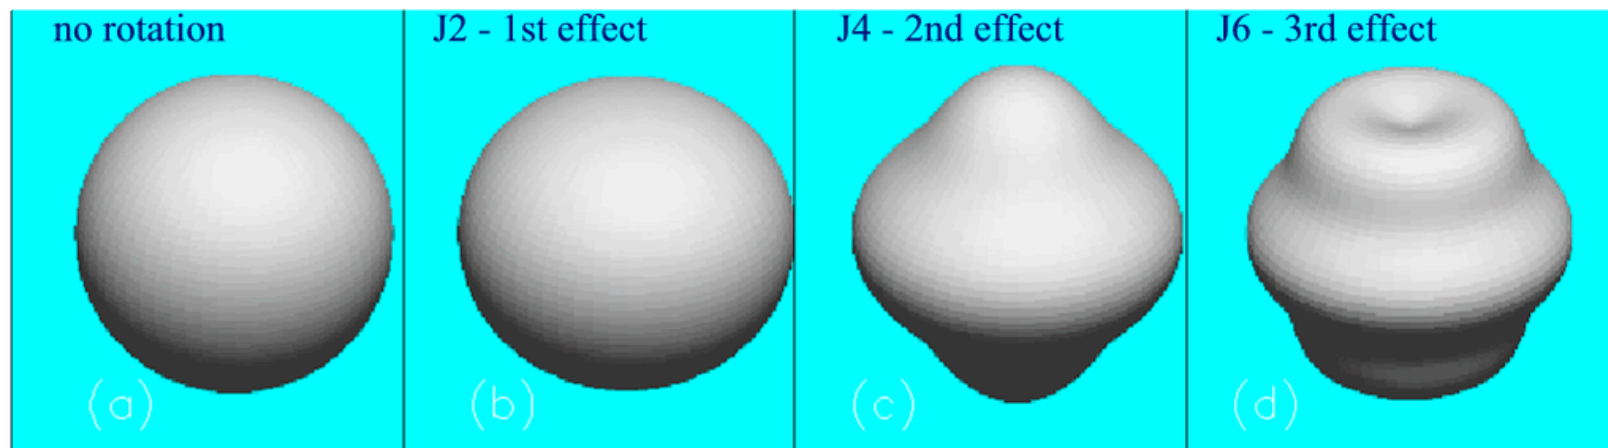 no rotation
J2 - 1st effect
J4 - 2nd effect
J6 - 3rd effect
(a)
(b)
(c)
(d)